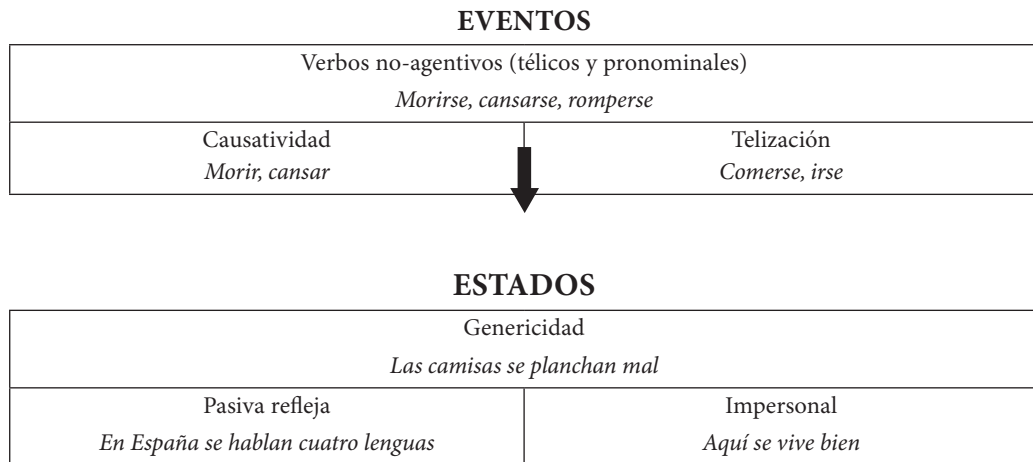 EVENTOS
Verbos no-agentivos (télicos y pronominales)
Morirse, cansarse, romperse
Causatividad
Morir, cansar
Telización
Comerse, irse
ESTADOS
Genericidad
Las camisas se planchan mal
Pasiva refleja
En España se hablan cuatro lenguas
Impersonal
Aquí se vive bien